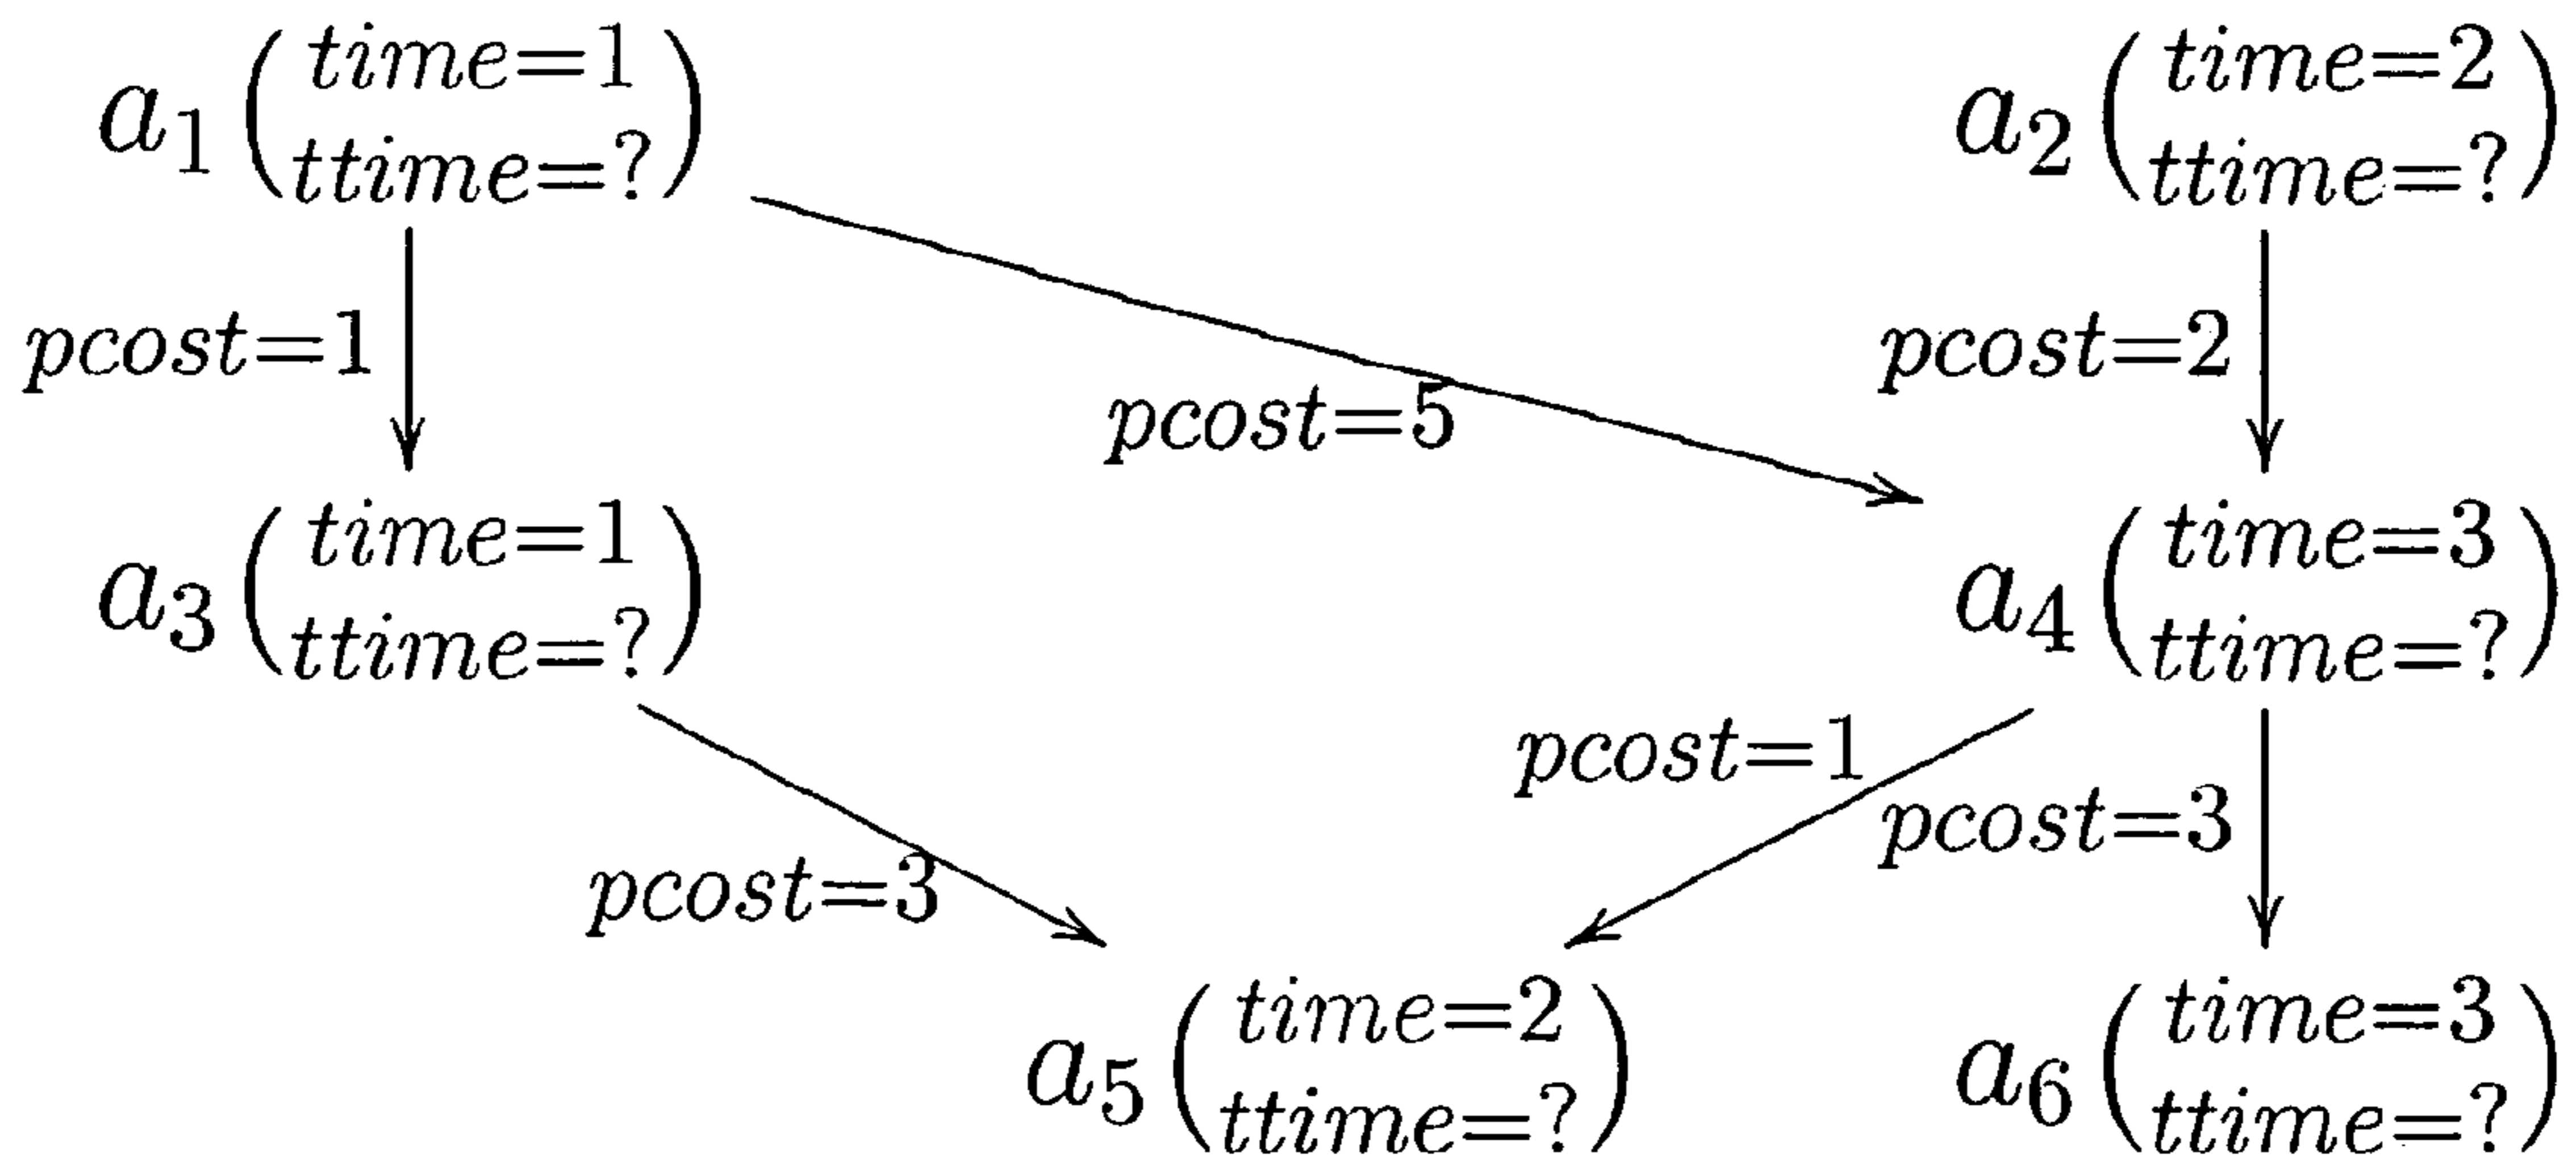 a₁ (time=1 ttime=?)
a₂ (time=2 ttime=?)
pcost=1
pcost=5
pcost=2
a₃ (time=1 ttime=?)
a₄ (time=3 ttime=?)
pcost=3
pcost=1
pcost=3
a₅ (time=2 ttime=?)
a₆ (time=3 ttime=?)